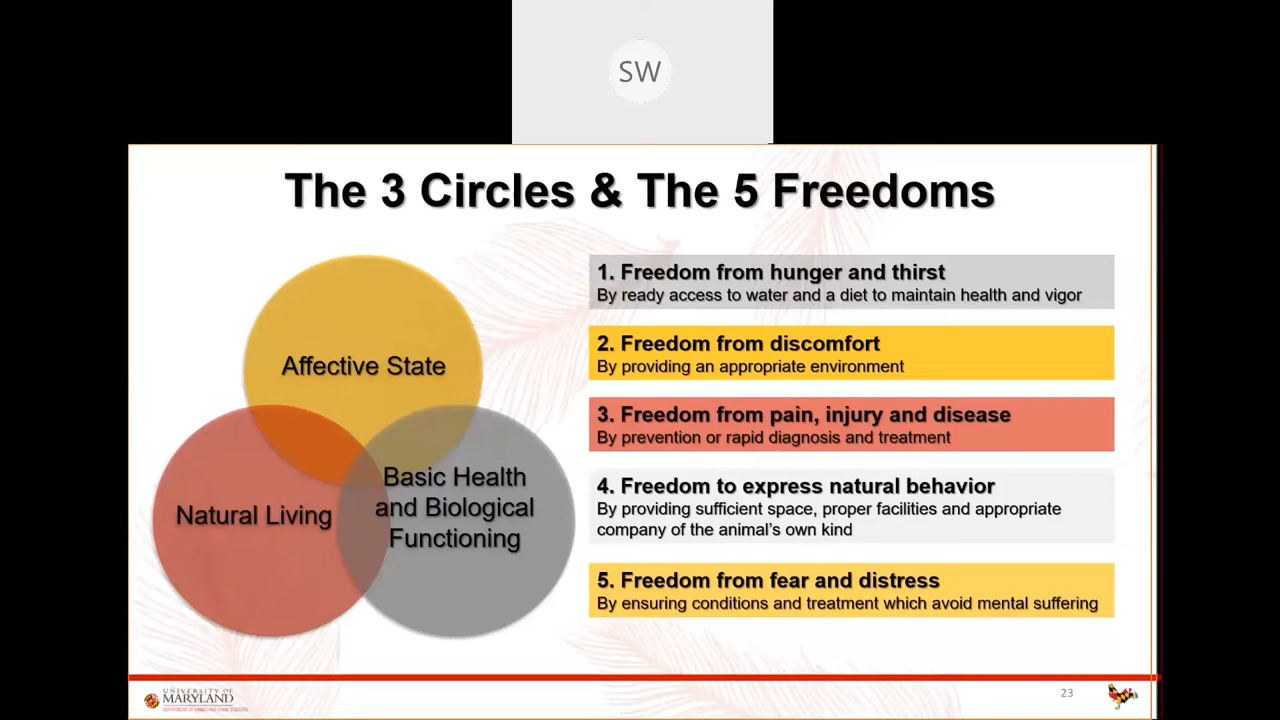 SW
The 3 Circles & The 5 Freedoms
Affective State
Natural Living
Basic Health
and Biological
Functioning
1. Freedom from hunger and thirst
By ready access to water and a diet to maintain health and vigor
2. Freedom from discomfort
By providing an appropriate environment
3. Freedom from pain, injury and disease
By prevention or rapid diagnosis and treatment
4. Freedom to express natural behavior
By providing sufficient space, proper facilities and appropriate
company of the animal's own kind
5. Freedom from fear and distress
By ensuring conditions and treatment which avoid mental suffering
UNIVERSITY OF
MARYLAND
23